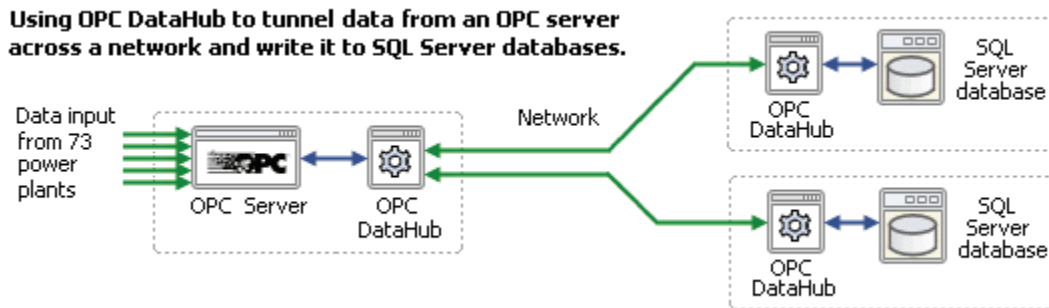 Using OPC DataHub to tunnel data from an OPC server
across a network and write it to SQL Server databases.
Data input
from 73
power
plants
OPC
OPC Server
OPC
DataHub
Network
OPC
DataHub
SQL
Server
database
OPC
DataHub
SQL
Server
database